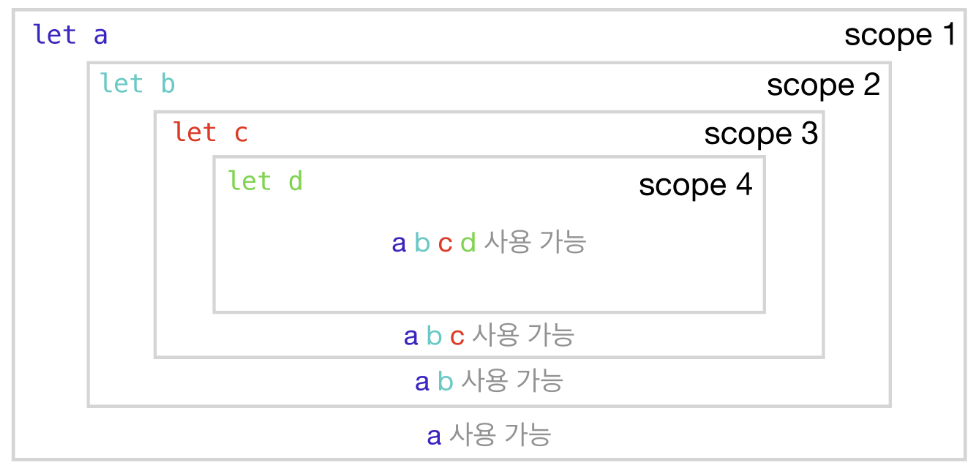 let a scope 1
let b scope 2
let c scope 3
let d scope 4
a b c d 사용 가능
a b c 사용 가능
a b 사용 가능
a 사용 가능